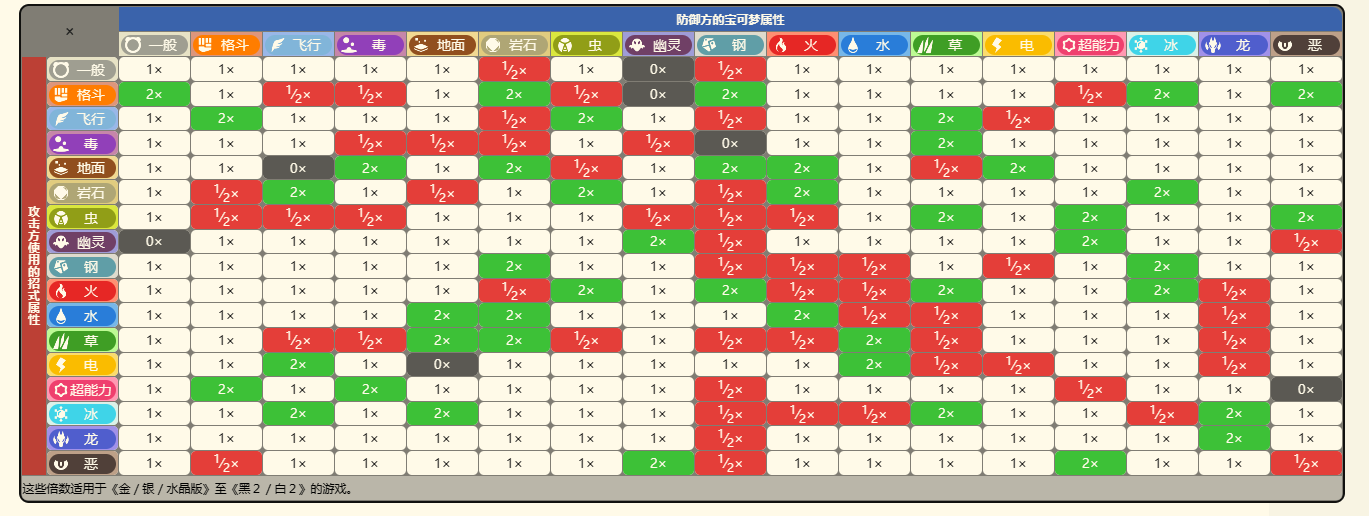 防御方的宝可梦属性
× 一般 格斗 飞行 毒 地面 岩石 虫 幽灵 钢 火 水 草 电 超能力 冰 龙 恶
攻击方使用的招式属性
一般 1× 1× 1× 1× 1× 1/2× 1× 0× 1/2× 1× 1× 1× 1× 1× 1× 1× 1×
格斗 2× 1× 1/2× 1/2× 1× 2× 1/2× 0× 2× 1× 1× 1× 1× 1/2× 2× 1× 2×
飞行 1× 2× 1× 1× 1× 1/2× 2× 1× 1/2× 1× 1× 2× 1/2× 1× 1× 1× 1×
毒 1× 1× 1× 1/2× 1/2× 1/2× 1× 1/2× 0× 1× 1× 2× 1× 1× 1× 1× 1×
地面 1× 1× 0× 2× 1× 2× 1/2× 1× 2× 2× 1× 1/2× 2× 1× 1× 1× 1×
岩石 1× 1/2× 2× 1× 1/2× 1× 2× 1× 1/2× 2× 1× 1× 1× 1× 2× 1× 1×
虫 1× 1/2× 1/2× 1/2× 1× 1× 1× 1/2× 1/2× 1/2× 1× 2× 1× 2× 1× 1× 2×
幽灵 0× 1× 1× 1× 1× 1× 1× 2× 1/2× 1× 1× 1× 1× 2× 1× 1× 1/2×
钢 1× 1× 1× 1× 1× 2× 1× 1× 1/2× 1/2× 1/2× 1× 1/2× 1× 2× 1× 1×
火 1× 1× 1× 1× 1× 1/2× 2× 1× 2× 1/2× 1/2× 2× 1× 1× 2× 1/2× 1×
水 1× 1× 1× 1× 2× 2× 1× 1× 1× 2× 1/2× 1/2× 1× 1× 1× 1/2× 1×
草 1× 1× 1/2× 1/2× 2× 2× 1/2× 1× 1/2× 1/2× 2× 1/2× 1× 1× 1× 1/2× 1×
电 1× 1× 2× 1× 0× 1× 1× 1× 1× 1× 2× 1/2× 1/2× 1× 1× 1/2× 1×
超能力 1× 2× 1× 2× 1× 1× 1× 1× 1/2× 1× 1× 1× 1× 1/2× 1× 1× 0×
冰 1× 1× 2× 1× 2× 1× 1× 1× 1/2× 1/2× 1/2× 2× 1× 1× 1/2× 2× 1×
龙 1× 1× 1× 1× 1× 1× 1× 1× 1/2× 1× 1× 1× 1× 1× 1× 2× 1×
恶 1× 1/2× 1× 1× 1× 1× 1× 2× 1/2× 1× 1× 1× 1× 2× 1× 1× 1/2×
这些倍数适用于《金/银/水晶版》至《黑２/白２》的游戏。